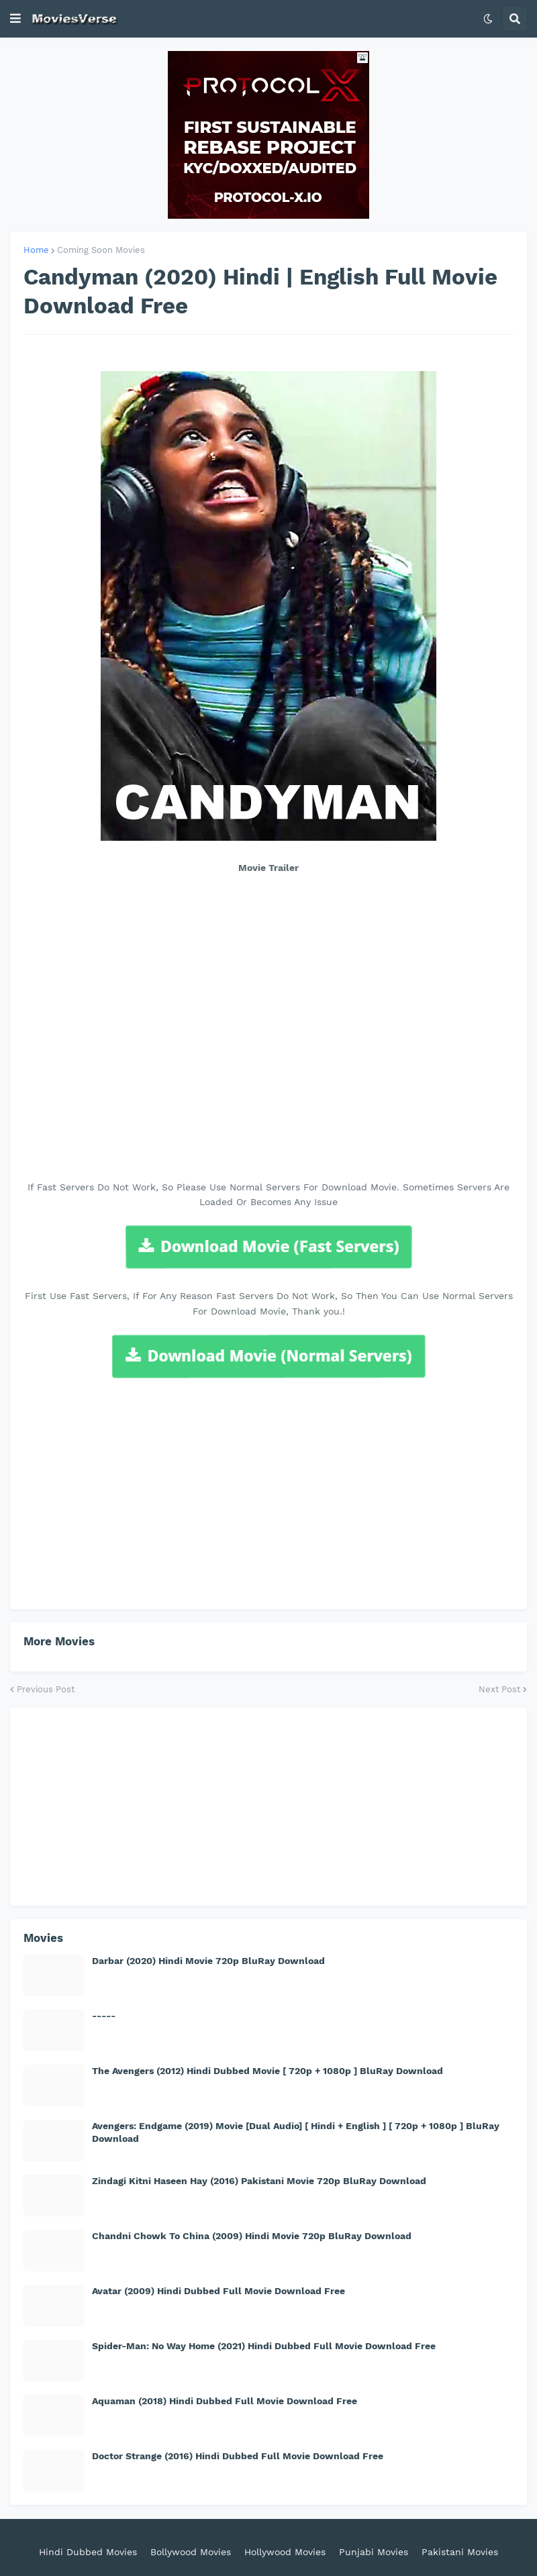 MoviesVerse
PROTOCOLX
FIRST SUSTAINABLE
REBASE PROJECT
KYC/DOXXED/AUDITED
PROTOCOL-X.IO
Home › Coming Soon Movies
Candyman (2020) Hindi | English Full Movie
Download Free
CANDYMAN
Movie Trailer
If Fast Servers Do Not Work, So Please Use Normal Servers For Download Movie. Sometimes Servers Are
Loaded Or Becomes Any Issue
Download Movie (Fast Servers)
First Use Fast Servers, If For Any Reason Fast Servers Do Not Work, So Then You Can Use Normal Servers
For Download Movie, Thank you.!
Download Movie (Normal Servers)
More Movies
‹ Previous Post
Next Post ›
Movies
Darbar (2020) Hindi Movie 720p BluRay Download
-----
The Avengers (2012) Hindi Dubbed Movie [ 720p + 1080p ] BluRay Download
Avengers: Endgame (2019) Movie [Dual Audio] [ Hindi + English ] [ 720p + 1080p ] BluRay
Download
Zindagi Kitni Haseen Hay (2016) Pakistani Movie 720p BluRay Download
Chandni Chowk To China (2009) Hindi Movie 720p BluRay Download
Avatar (2009) Hindi Dubbed Full Movie Download Free
Spider-Man: No Way Home (2021) Hindi Dubbed Full Movie Download Free
Aquaman (2018) Hindi Dubbed Full Movie Download Free
Doctor Strange (2016) Hindi Dubbed Full Movie Download Free
Hindi Dubbed Movies Bollywood Movies Hollywood Movies Punjabi Movies Pakistani Movies